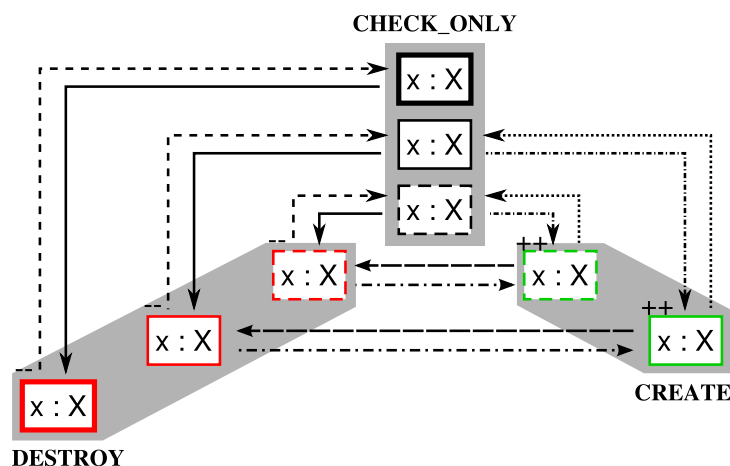 CHECK_ONLY
x : X
x : X
x : X
--
++
x : X
x : X
--
++
x : X
x : X
--
x : X
CREATE
DESTROY